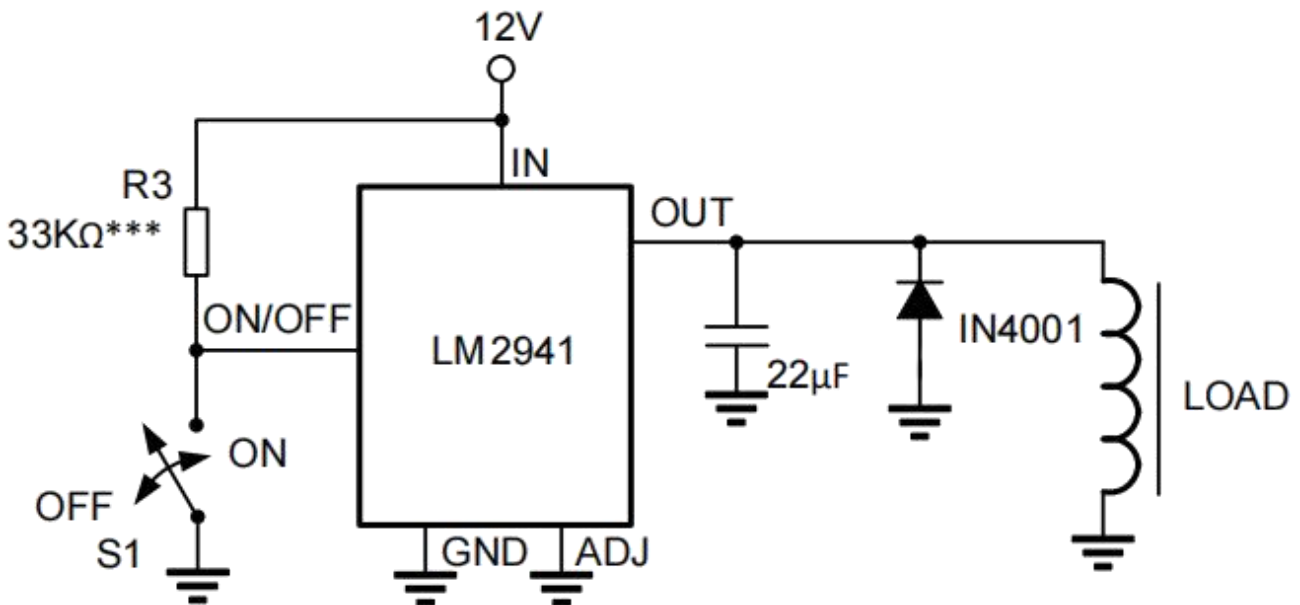 12V
IN
R3
33KΩ***
OUT
ON/OFF
LM2941
IN4001
22μF
LOAD
ON
OFF
S1
GND
ADJ